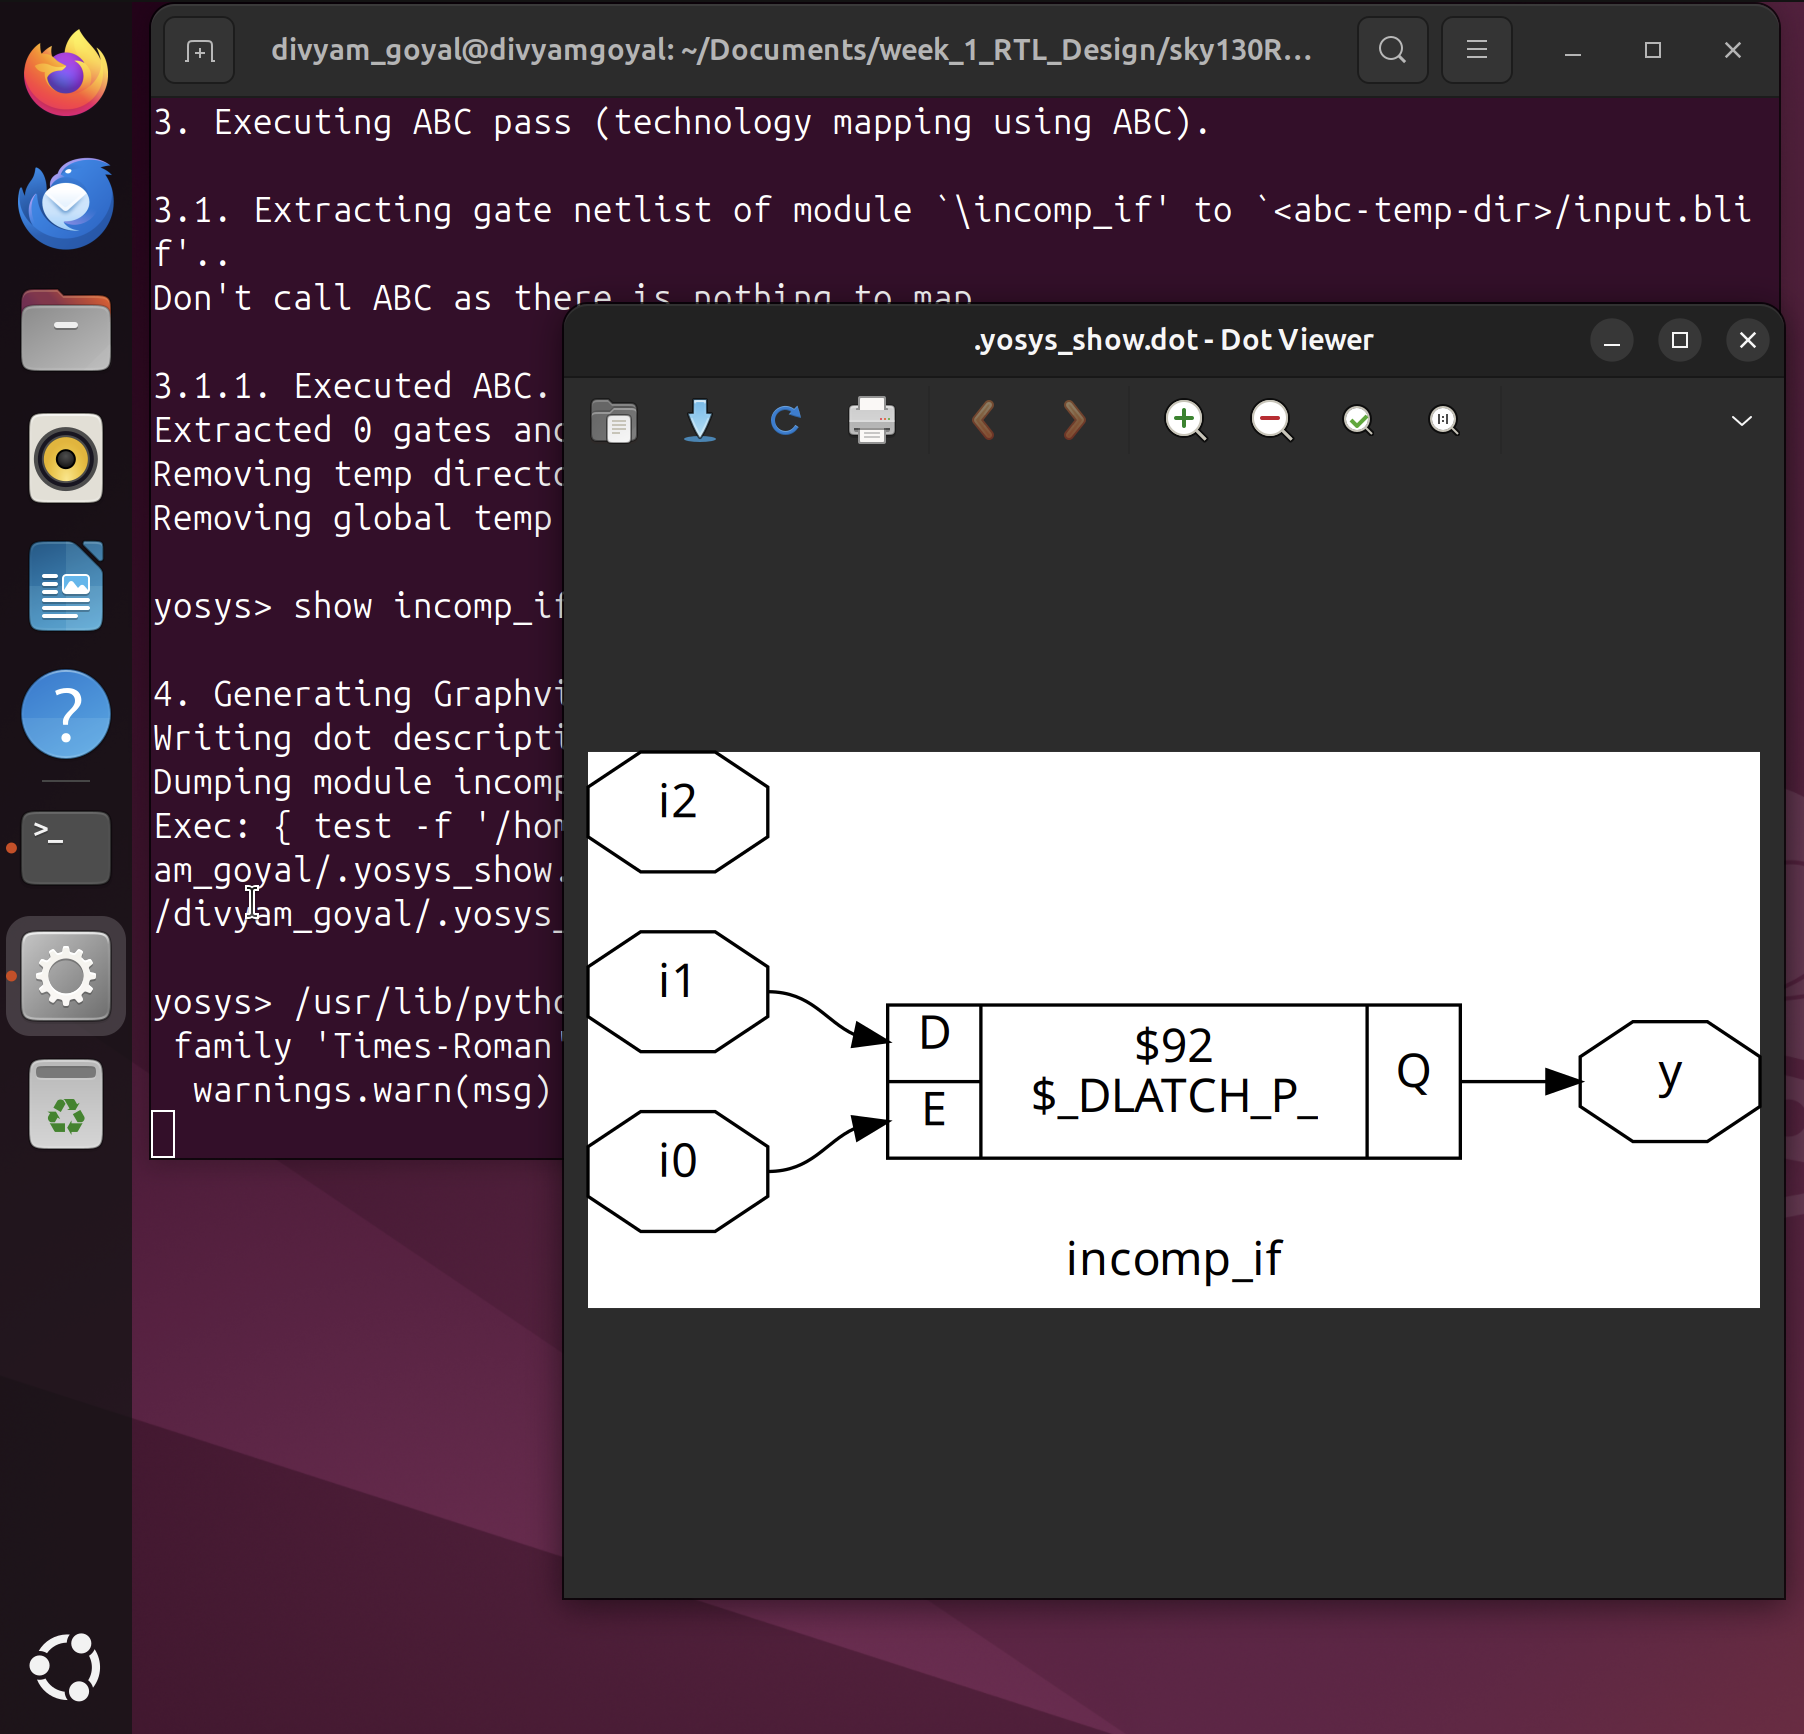 divyam_goyal@divyamgoyal: ~/Documents/week_1_RTL_Design/sky130R...
3. Executing ABC pass (technology mapping using ABC).
3.1. Extracting gate netlist of module `\incomp_if' to `<abc-temp-dir>/input.bli
f'..
Don't call ABC as there is nothing to map
3.1.1. Executed ABC.
Extracted 0 gates and
Removing temp directo
Removing global temp
yosys> show incomp_if
4. Generating Graphvi
Writing dot descripti
Dumping module incomp
Exec: { test -f '/hom
am_goyal/.yosys_show.
/divyam_goyal/.yosys_
yosys> /usr/lib/pytho
family 'Times-Roman'
warnings.warn(msg)
.yosys_show.dot - Dot Viewer
i2
i1
i0
D
E
$92
$_DLATCH_P_
Q
y
incomp_if